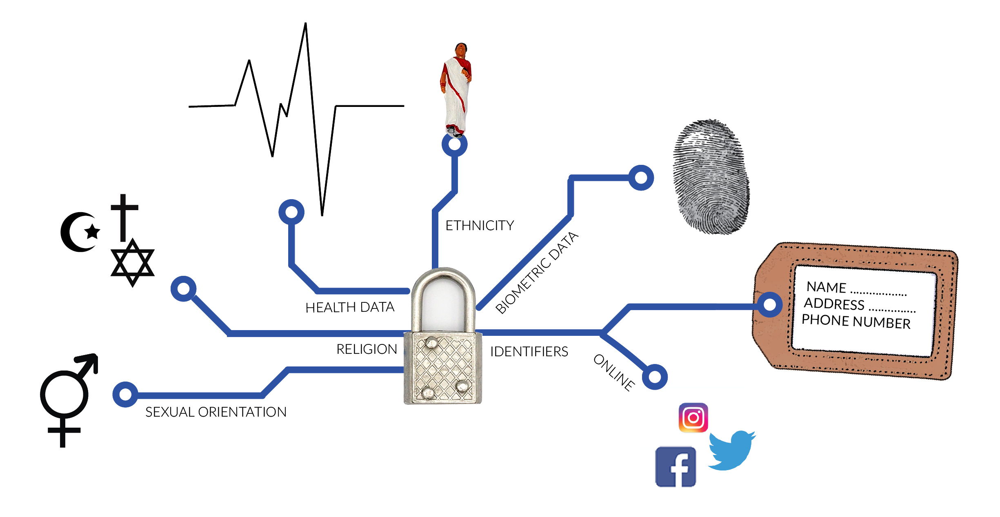 ETHNICITY
BIOMETRIC DATA
HEALTH DATA
NAME ..................
ADDRESS ...............
PHONE NUMBER
RELIGION
IDENTIFIERS
ONLINE
SEXUAL ORIENTATION
f